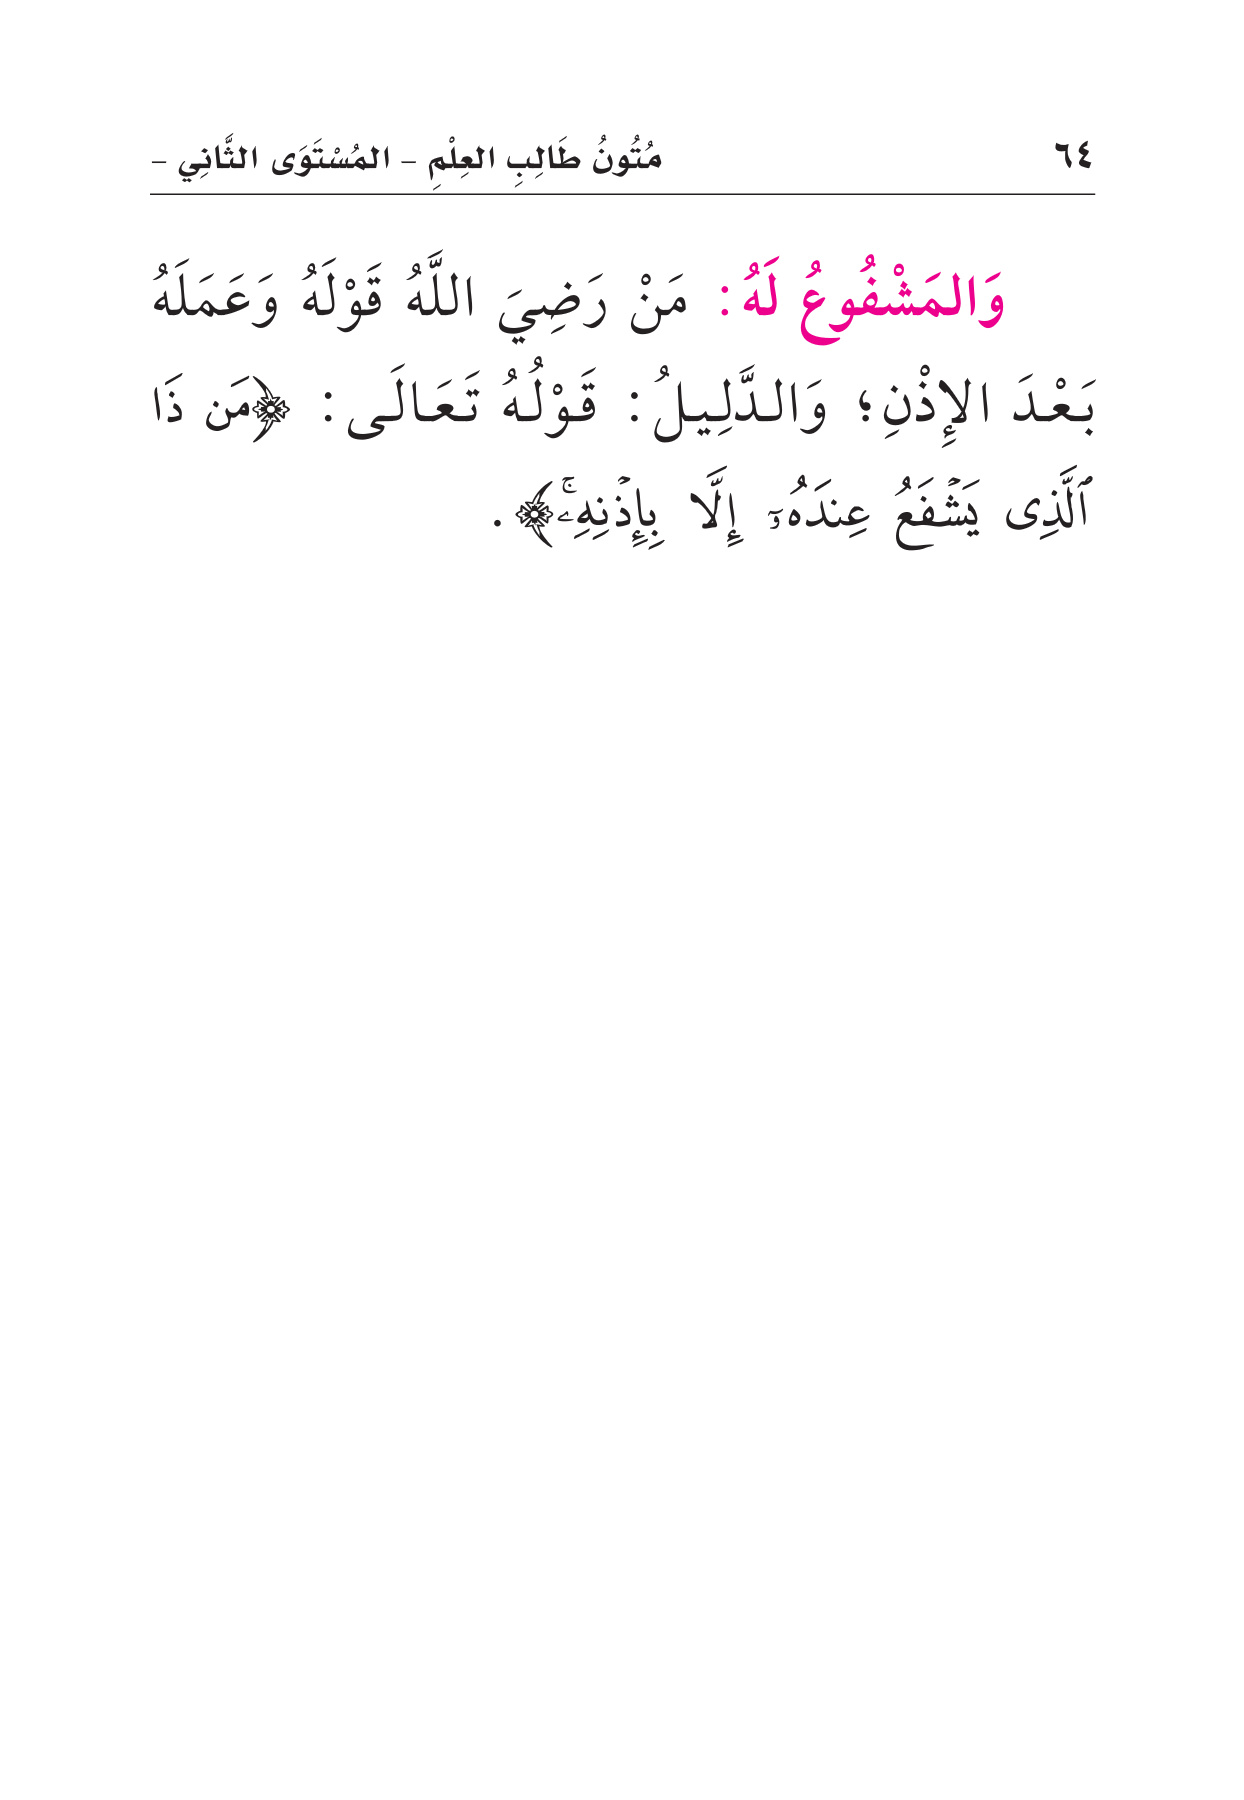 ٦٤ مُتُونُ طَالِبِ العِلْمِ – المُسْتَوَى الثَّانِي –
وَالمَشْفُوعُ لَهُ: مَنْ رَضِيَ اللَّهُ قَوْلَهُ وَعَمَلَهُ
بَعْدَ الإِذْنِ؛ وَالدَّلِيلُ: قَوْلُهُ تَعَالَى: ﴿مَن ذَا
ٱلَّذِى يَشۡفَعُ عِندَهُۥٓ إِلَّا بِإِذۡنِهِۦۚ﴾.